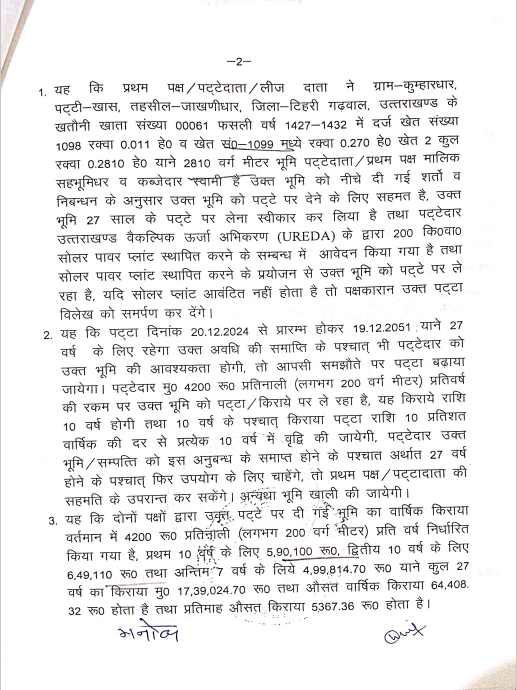 –2–
1. यह कि प्रथम पक्ष/पट्टेदाता/लीज दाता ने ग्राम–कुम्हारधार,
पट्टी–खास, तहसील–जाखणीधार, जिला–टिहरी गढ़वाल, उत्तराखण्ड के
खतौनी खाता संख्या 00061 फसली वर्ष 1427–1432 में दर्ज खेत संख्या
1098 रक्वा 0.011 हे0 व खेत सं0–1099 मध्ये रक्वा 0.270 हे0 खेत 2 कुल
रक्वा 0.2810 हे0 याने 2810 वर्ग मीटर भूमि पट्टेदाता/प्रथम पक्ष मालिक
सहभूमिधर व कब्जेदार स्वामी हैं उक्त भूमि को नीचे दी गई शर्तो व
निबन्धन के अनुसार उक्त भूमि को पट्टे पर देने के लिए सहमत है, उक्त
भूमि 27 साल के पट्टे पर लेना स्वीकार कर लिया है तथा पट्टेदार
उत्तराखण्ड वैकल्पिक ऊर्जा अभिकरण (UREDA) के द्वारा 200 कि0वा0
सोलर पावर प्लांट स्थापित करने के सम्बन्ध में आवेदन किया गया है तथा
सोलर पावर प्लांट स्थापित करने के प्रयोजन से उक्त भूमि को पट्टे पर ले
रहा है, यदि सोलर प्लांट आवंटित नहीं होता है तो पक्षकारान उक्त पट्टा
विलेख को समर्पण कर देंगे।
2. यह कि पट्टा दिनांक 20.12.2024 से प्रारम्भ होकर 19.12.2051 याने 27
वर्ष के लिए रहेगा उक्त अवधि की समाप्ति के पश्चात् भी पट्टेदार को
उक्त भूमि की आवश्यकता होगी, तो आपसी समझौते पर पट्टा बढ़ाया
जायेगा। पट्टेदार मु0 4200 रू0 प्रतिनाली (लगभग 200 वर्ग मीटर) प्रतिवर्ष
की रकम पर उक्त भूमि को पट्टा/किराये पर ले रहा है, यह किराये राशि
10 वर्ष होगी तथा 10 वर्ष के पश्चात् किराया पट्टा राशि 10 प्रतिशत
वार्षिक की दर से प्रत्येक 10 वर्ष में वृद्वि की जायेगी, पट्टेदार उक्त
भूमि/सम्पत्ति को इस अनुबन्ध के समाप्त होने के पश्चात अर्थात 27 वर्ष
होने के पश्चात् फिर उपयोग के लिए चाहेंगे, तो प्रथम पक्ष/पट्टादाता की
सहमति के उपरान्त कर सकेंगे। अन्यथा भूमि खाली की जायेगी।
3. यह कि दोनों पक्षों द्वारा उक्त पट्टे पर दी गई भूमि का वार्षिक किराया
वर्तमान में 4200 रू0 प्रतिनाली (लगभग 200 वर्ग मीटर) प्रति वर्ष निर्धारित
किया गया है, प्रथम 10 वर्ष के लिए 5,90,100 रू0, द्वितीय 10 वर्ष के लिए
6,49,110 रू0 तथा अन्तिम 7 वर्ष के लिये 4,99,814.70 रू0 याने कुल 27
वर्ष का किराया मु0 17,39,024.70 रू0 तथा औसत वार्षिक किराया 64,408.
32 रू0 होता है तथा प्रतिमाह औसत किराया 5367.36 रू0 होता है।
मनोज